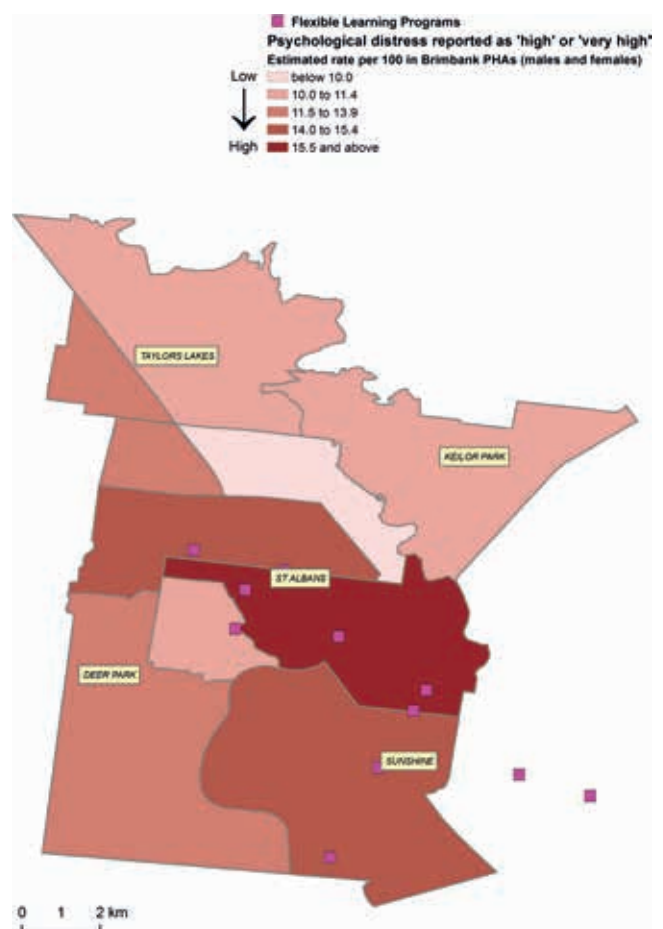 Flexible Learning Programs
Psychological distress reported as 'high' or 'very high"
Estimated rate per 100 in Brimbank PHAs (males and females)
Low
below 10.0
10.0 to 11.4
11.5 to 13.9
14.0 to 15.4
High
15.5 and above
TAYLORS LAKES
KEILOR PARK
ST ALBANS
DEER PARK
SUNSHINE
0 1 2 km